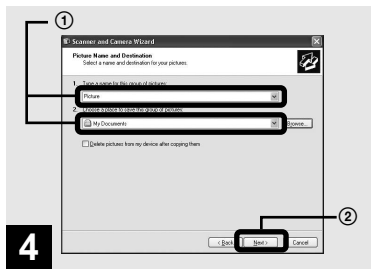 ①
Scanner and Camera Wizard
Picture Name and Destination
Select a name and destination for your pictures.
1. Type a name for this group of pictures:
Picture
2. Choose a place to save this group of pictures:
My Documents
Browse...
Delete pictures from my device after copying them
②
4
< Back
Next >
Cancel